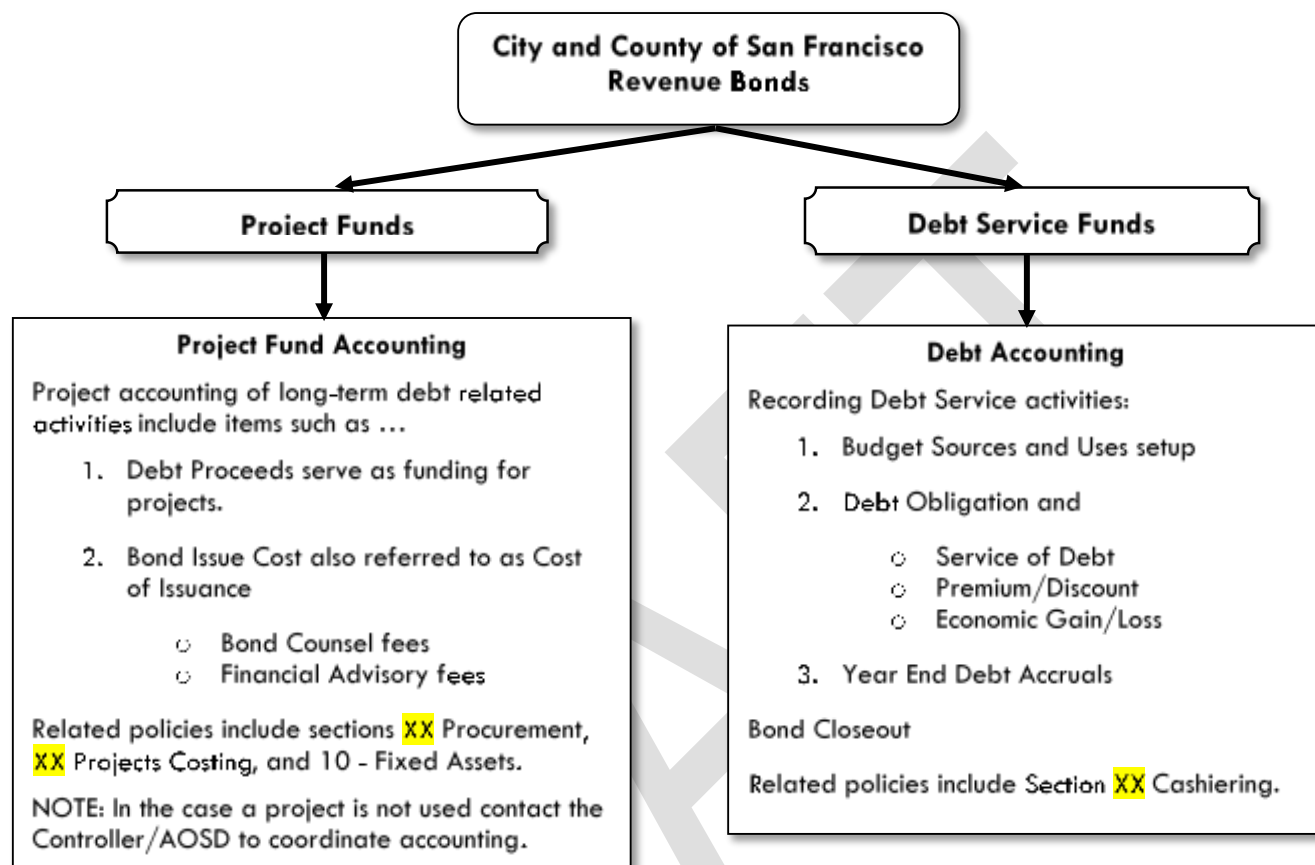 City and County of San Francisco
Revenue Bonds
Project Funds
Debt Service Funds
Project Fund Accounting
Project accounting of long-term debt related
activities include items such as …
1. Debt Proceeds serve as funding for
projects.
2. Bond Issue Cost also referred to as Cost
of Issuance
○ Bond Counsel fees
○ Financial Advisory fees
Related policies include sections XX Procurement,
XX Projects Costing, and 10 - Fixed Assets.
NOTE: In the case a project is not used contact the
Controller/AOSD to coordinate accounting.
Debt Accounting
Recording Debt Service activities:
1. Budget Sources and Uses setup
2. Debt Obligation and
○ Service of Debt
○ Premium/Discount
○ Economic Gain/Loss
3. Year End Debt Accruals
Bond Closeout
Related policies include Section XX Cashiering.